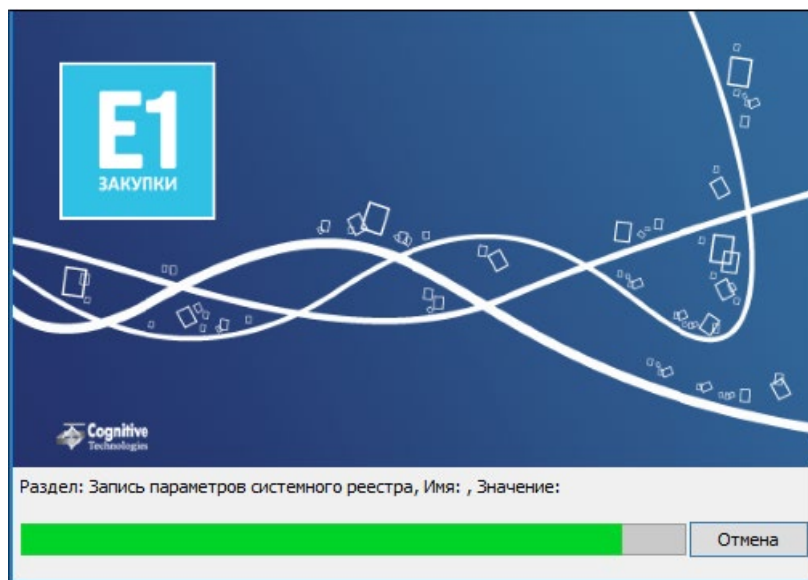 E1
ЗАКУПКИ
Cognitive
Technologies
Раздел: Запись параметров системного реестра, Имя: , Значение:
Отмена